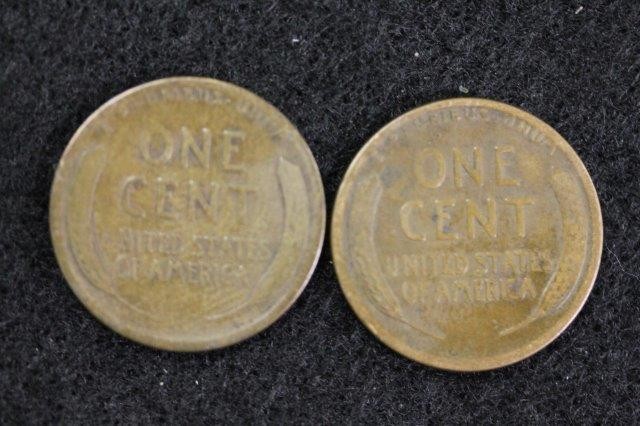 ONE
CENT
UNITED STATES
OF AMERICA
ONE
CENT
UNITED STATES
OF AMERICA